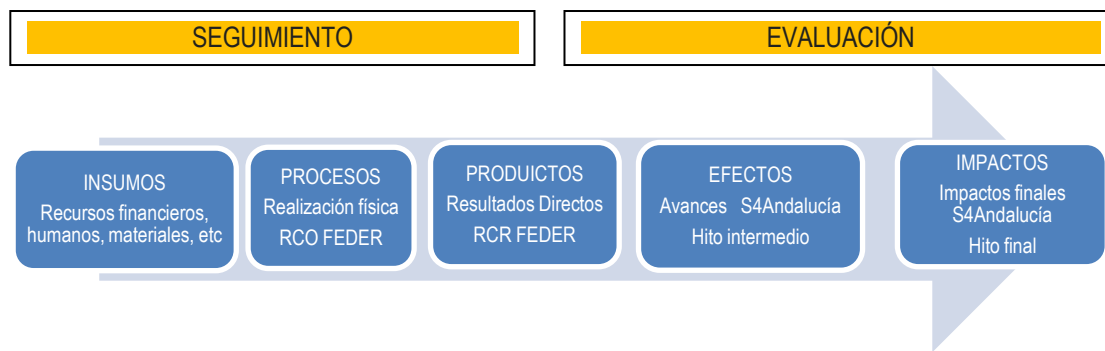 SEGUIMIENTO
EVALUACIÓN
INSUMOS
Recursos financieros,
humanos, materiales, etc
PROCESOS
Realización física
RCO FEDER
PRODUICTOS
Resultados Directos
RCR FEDER
EFECTOS
Avances S4Andalucía
Hito intermedio
IMPACTOS
Impactos finales
S4Andalucía
Hito final